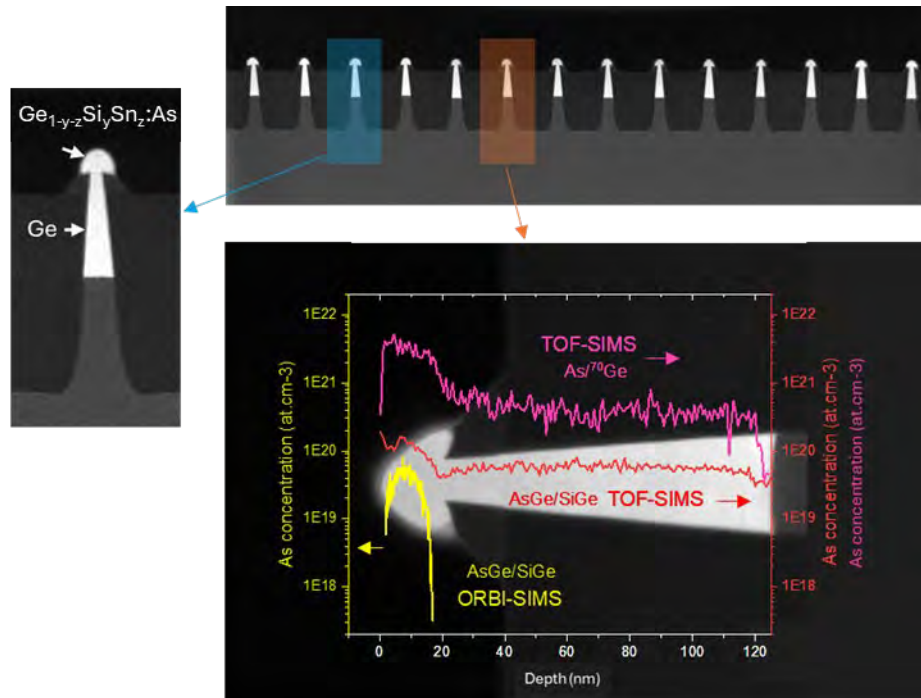 Ge1-y-zSiySnz:As
Ge
1E22
1E21
1E20
1E19
1E18
As concentration (at.cm-3)
TOF-SIMS
As/70Ge
AsGe/SiGe TOF-SIMS
AsGe/SiGe
ORBI-SIMS
1E22
1E21
1E20
1E19
1E18
As concentration (at.cm-3)
As concentration (at.cm-3)
0
20
40
60
80
100
120
Depth (nm)